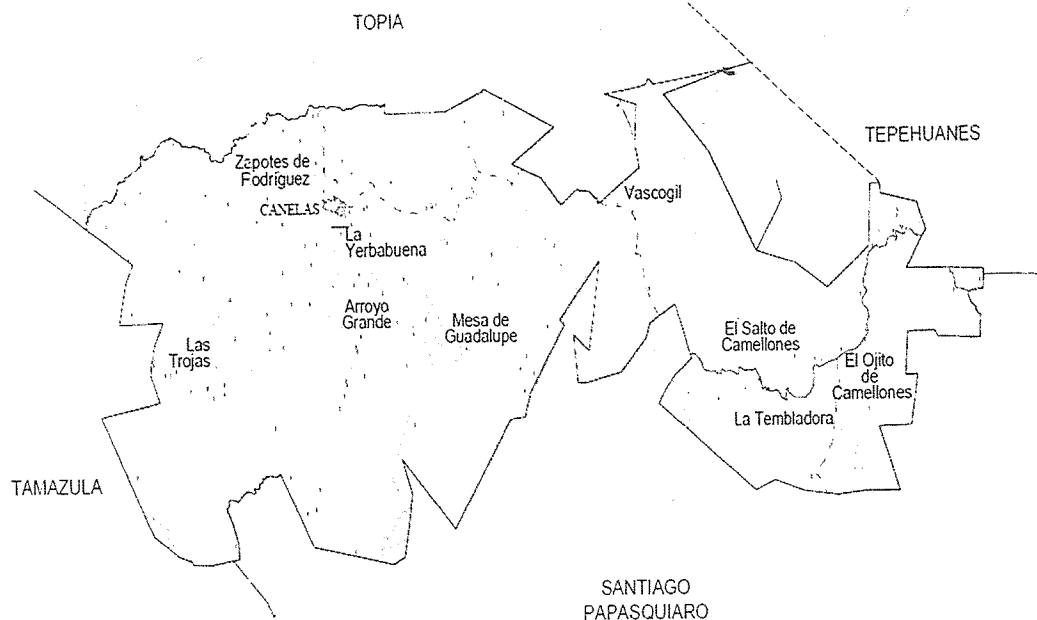 TOPIA
TEPEHUANES
Zapotes de
Fodríguez
Vascogil
CANELAS
La
Yerbabuena
Arroyo
Grande
Mesa de
Guadalupe
El Salto de
Camellones
Las
Trojas
El Ojito
de
Camellones
La Tembladora
TAMAZULA
SANTIAGO
PAPASQUIARO